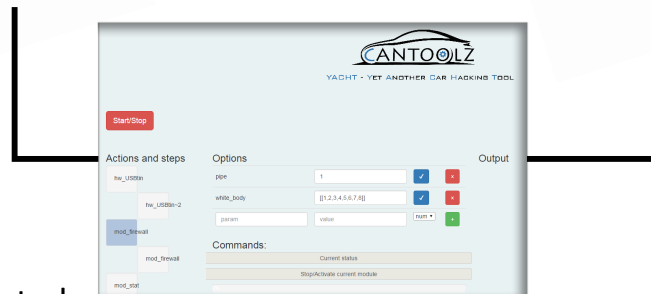 CANTOOLZ
YACHT - YET ANOTHER CAR HACKING TOOL
Start/Stop
Actions and steps
Options
Output
hw_USBtin
pipe
1
hw_USBtin~2
white_body
[[1,2,3,4,5,6,7,8]]
param
value
num
mod_firewall
Commands:
mod_firewall
Current status
Stop/Activate current module
mod_stat